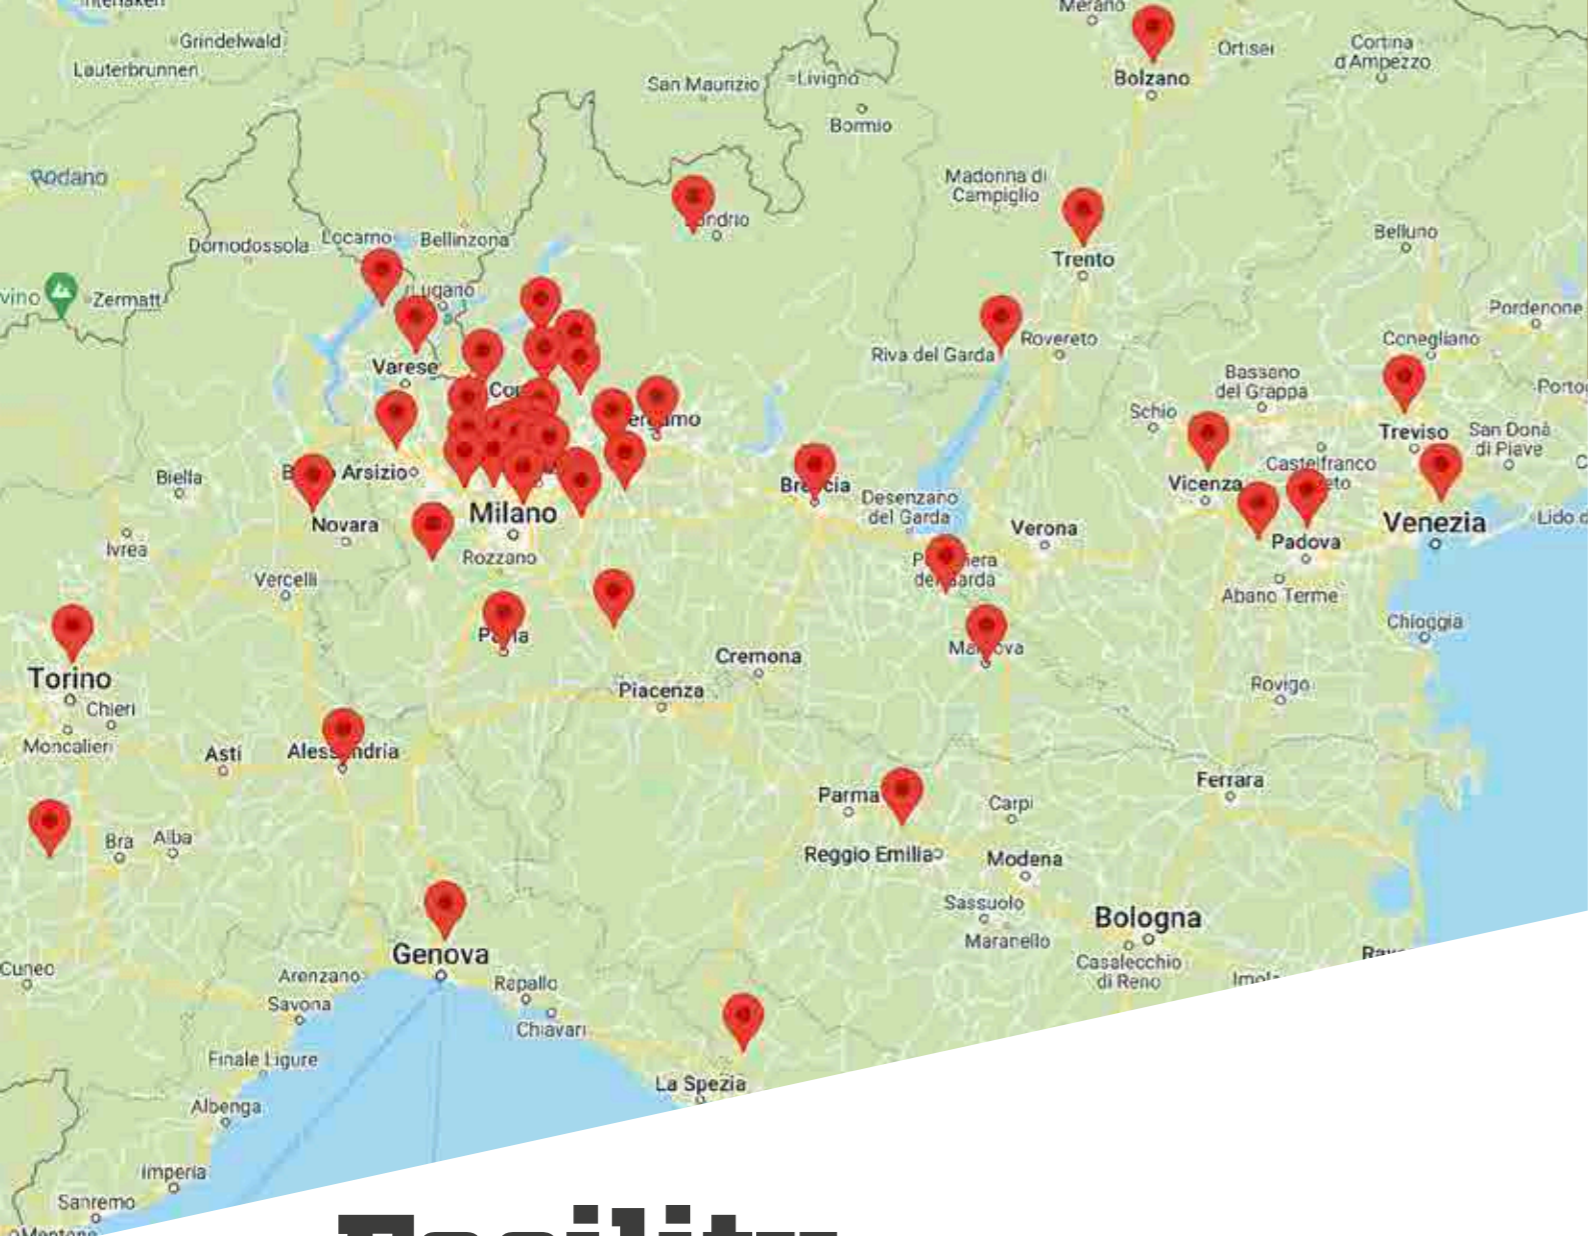 Merano
Grindelwald
Lauterbrunnen
San Maurizio
Livigno
Bormio
Bolzano
Ortisei
Cortina
d'Ampezzo
Rodano
Madonna di
Campiglio
Trento
Belluno
Domodossola
Locarno
Bellinzona
Lugano
Zermatt
Pordenone
Conegliano
Riva del Garda
Rovereto
Varese
Bassano
del Grappa
Schio
Treviso
San Donà
di Piave
Biella
Arsizio
Castelfranco
Vicenza
Desenzano
del Garda
Milano
Novara
Verona
Venezia
Lido d
Padova
Ivrea
Rozzano
Vercelli
Abano Terme
Chioggia
Cremona
Torino
Piacenza
Rovigo
Chieri
Moncalieri
Asti
Ferrara
Parma
Carpi
Bra
Alba
Reggio Emilia
Modena
Sassuolo
Bologna
Maranello
Genova
Casalecchio
di Reno
Cuneo
Arenzano
Rapallo
Savona
Chiavari
Finale Ligure
La Spezia
Albenga
Imperia
Sanremo
Facility